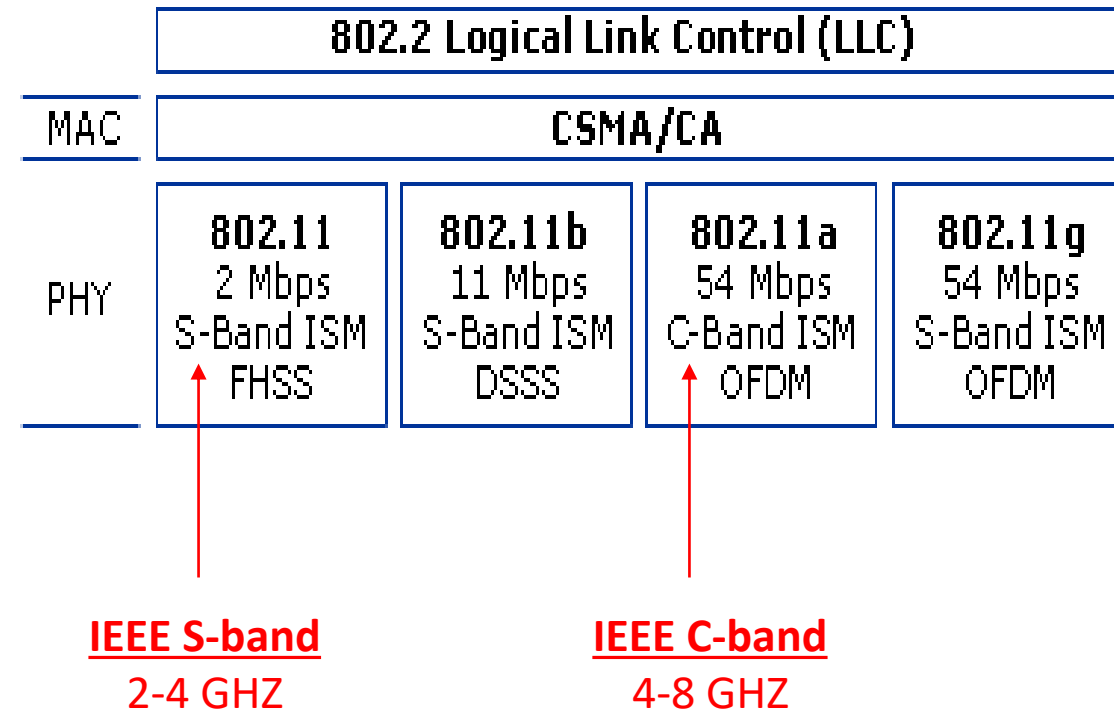 802.2 Logical Link Control (LLC)
MAC
CSMA/CA
PHY
802.11
2 Mbps
S-Band ISM
FHSS
802.11b
11 Mbps
S-Band ISM
DSSS
802.11a
54 Mbps
C-Band ISM
OFDM
802.11g
54 Mbps
S-Band ISM
OFDM
IEEE S-band
2-4 GHZ
IEEE C-band
4-8 GHZ